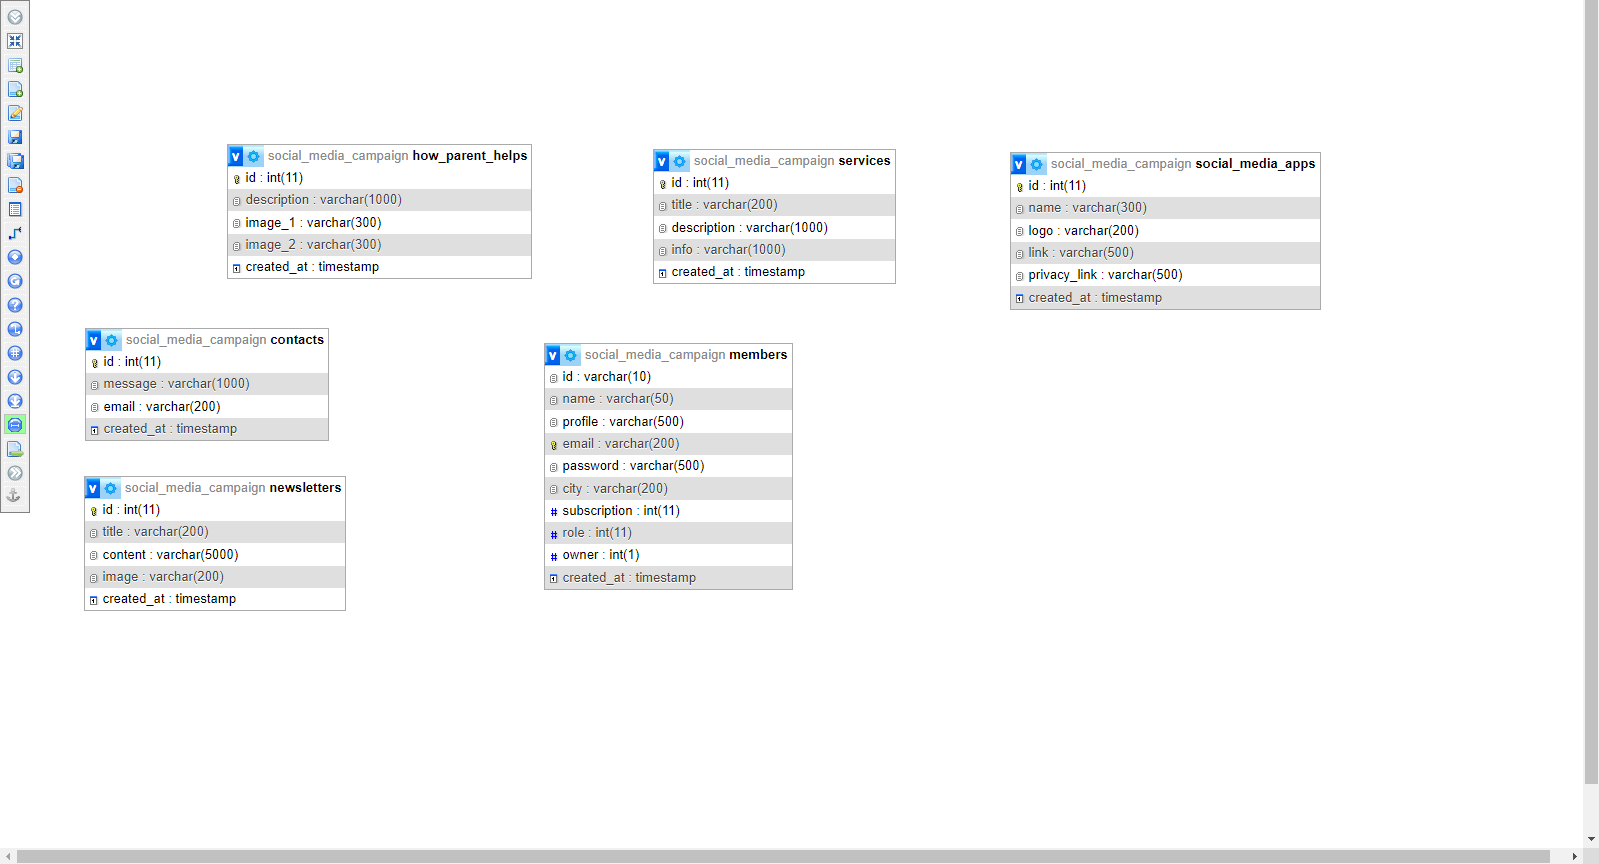 v social_media_campaign how_parent_helps
id : int(11)
description : varchar(1000)
image_1 : varchar(300)
image_2 : varchar(300)
created_at : timestamp
v social_media_campaign services
id : int(11)
title : varchar(200)
description : varchar(1000)
info : varchar(1000)
created_at : timestamp
v social_media_campaign social_media_apps
id : int(11)
name : varchar(300)
logo : varchar(200)
link : varchar(500)
privacy_link : varchar(500)
created_at : timestamp
v social_media_campaign contacts
id : int(11)
message : varchar(1000)
email : varchar(200)
created_at : timestamp
v social_media_campaign members
id : varchar(10)
name : varchar(50)
profile : varchar(500)
email : varchar(200)
password : varchar(500)
city : varchar(200)
# subscription : int(11)
# role : int(11)
# owner : int(1)
created_at : timestamp
v social_media_campaign newsletters
id : int(11)
title : varchar(200)
content : varchar(5000)
image : varchar(200)
created_at : timestamp